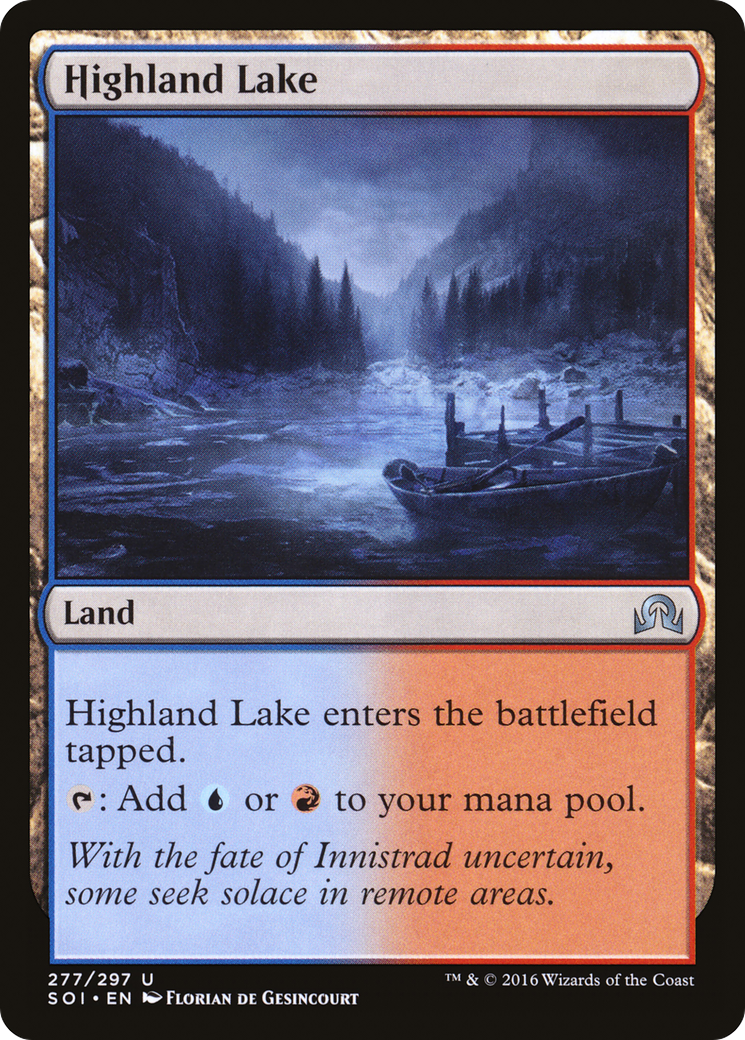 Highland Lake
Land
Highland Lake enters the battlefield
tapped.
: Add or to your mana pool.
With the fate of Innistrad uncertain,
some seek solace in remote areas.
277/297 U
SOI • EN Florian de Gesincourt
™ & © 2016 Wizards of the Coast